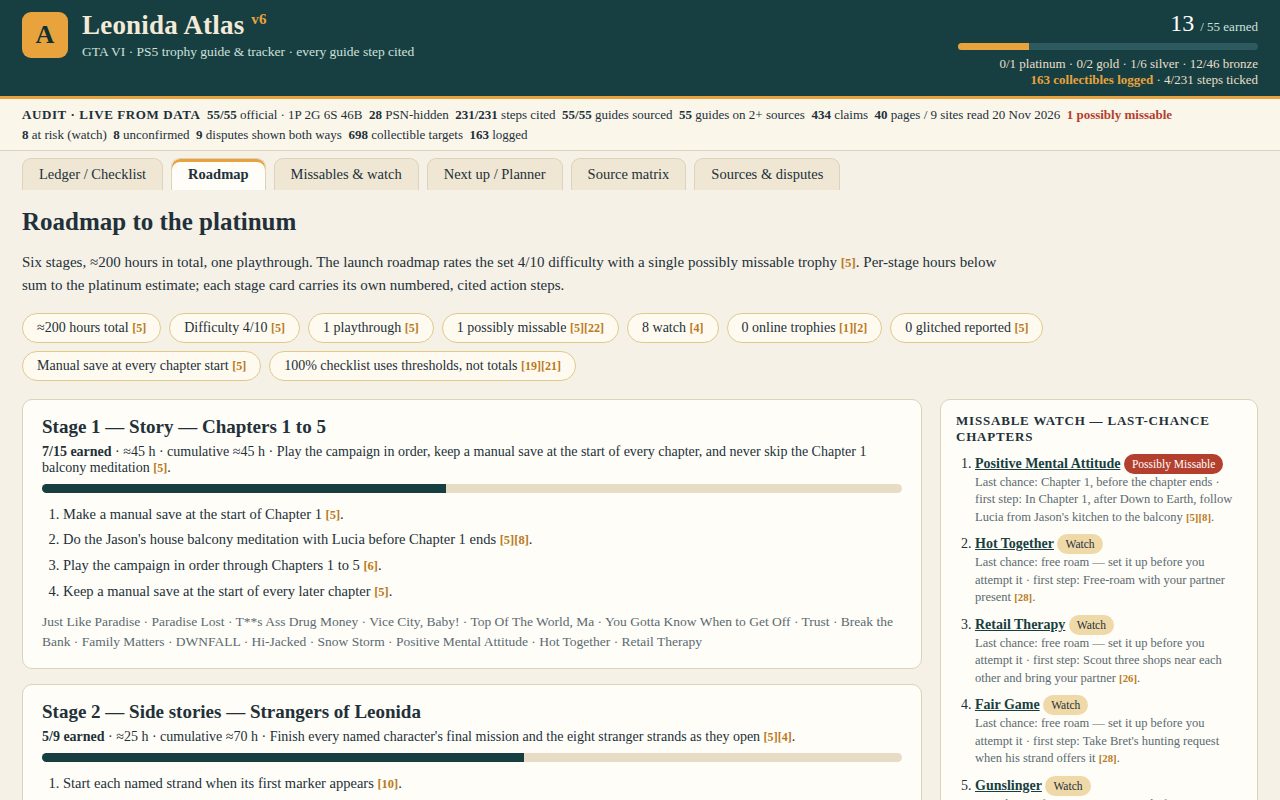 A
Leonida Atlas v6
GTA VI · PS5 trophy guide & tracker · every guide step cited
13 / 55 earned
0/1 platinum · 0/2 gold · 1/6 silver · 12/46 bronze
163 collectibles logged · 4/231 steps ticked
AUDIT · LIVE FROM DATA 55/55 official · 1P 2G 6S 46B 28 PSN-hidden 231/231 steps cited 55/55 guides sourced 55 guides on 2+ sources 434 claims 40 pages / 9 sites read 20 Nov 2026 1 possibly missable
8 at risk (watch) 8 unconfirmed 9 disputes shown both ways 698 collectible targets 163 logged
Ledger / Checklist
Roadmap
Missables & watch
Next up / Planner
Source matrix
Sources & disputes
Roadmap to the platinum
Six stages, ≈200 hours in total, one playthrough. The launch roadmap rates the set 4/10 difficulty with a single possibly missable trophy [5]. Per-stage hours below
sum to the platinum estimate; each stage card carries its own numbered, cited action steps.
≈200 hours total [5]
Difficulty 4/10 [5]
1 playthrough [5]
1 possibly missable [5][22]
8 watch [4]
0 online trophies [1][2]
0 glitched reported [5]
Manual save at every chapter start [5]
100% checklist uses thresholds, not totals [19][21]
Stage 1 — Story — Chapters 1 to 5
7/15 earned · ≈45 h · cumulative ≈45 h · Play the campaign in order, keep a manual save at the start of every chapter, and never skip the Chapter 1
balcony meditation [5].
1. Make a manual save at the start of Chapter 1 [5].
2. Do the Jason's house balcony meditation with Lucia before Chapter 1 ends [5][8].
3. Play the campaign in order through Chapters 1 to 5 [6].
4. Keep a manual save at the start of every later chapter [5].
Just Like Paradise · Paradise Lost · T**s Ass Drug Money · Vice City, Baby! · Top Of The World, Ma · You Gotta Know When to Get Off · Trust · Break the
Bank · Family Matters · DWNFALL · Hi-Jacked · Snow Storm · Positive Mental Attitude · Hot Together · Retail Therapy
Stage 2 — Side stories — Strangers of Leonida
5/9 earned · ≈25 h · cumulative ≈70 h · Finish every named character's final mission and the eight stranger strands as they open [5][4].
1. Start each named strand when its first marker appears [10].
MISSABLE WATCH — LAST-CHANCE
CHAPTERS
1. Positive Mental Attitude Possibly Missable
Last chance: Chapter 1, before the chapter ends ·
first step: In Chapter 1, after Down to Earth, follow
Lucia from Jason's kitchen to the balcony [5][8].
2. Hot Together Watch
Last chance: free roam — set it up before you
attempt it · first step: Free-roam with your partner
present [28].
3. Retail Therapy Watch
Last chance: free roam — set it up before you
attempt it · first step: Scout three shops near each
other and bring your partner [26].
4. Fair Game Watch
Last chance: free roam — set it up before you
attempt it · first step: Take Bret's hunting request
when his strand offers it [28].
5. Gunslinger Watch